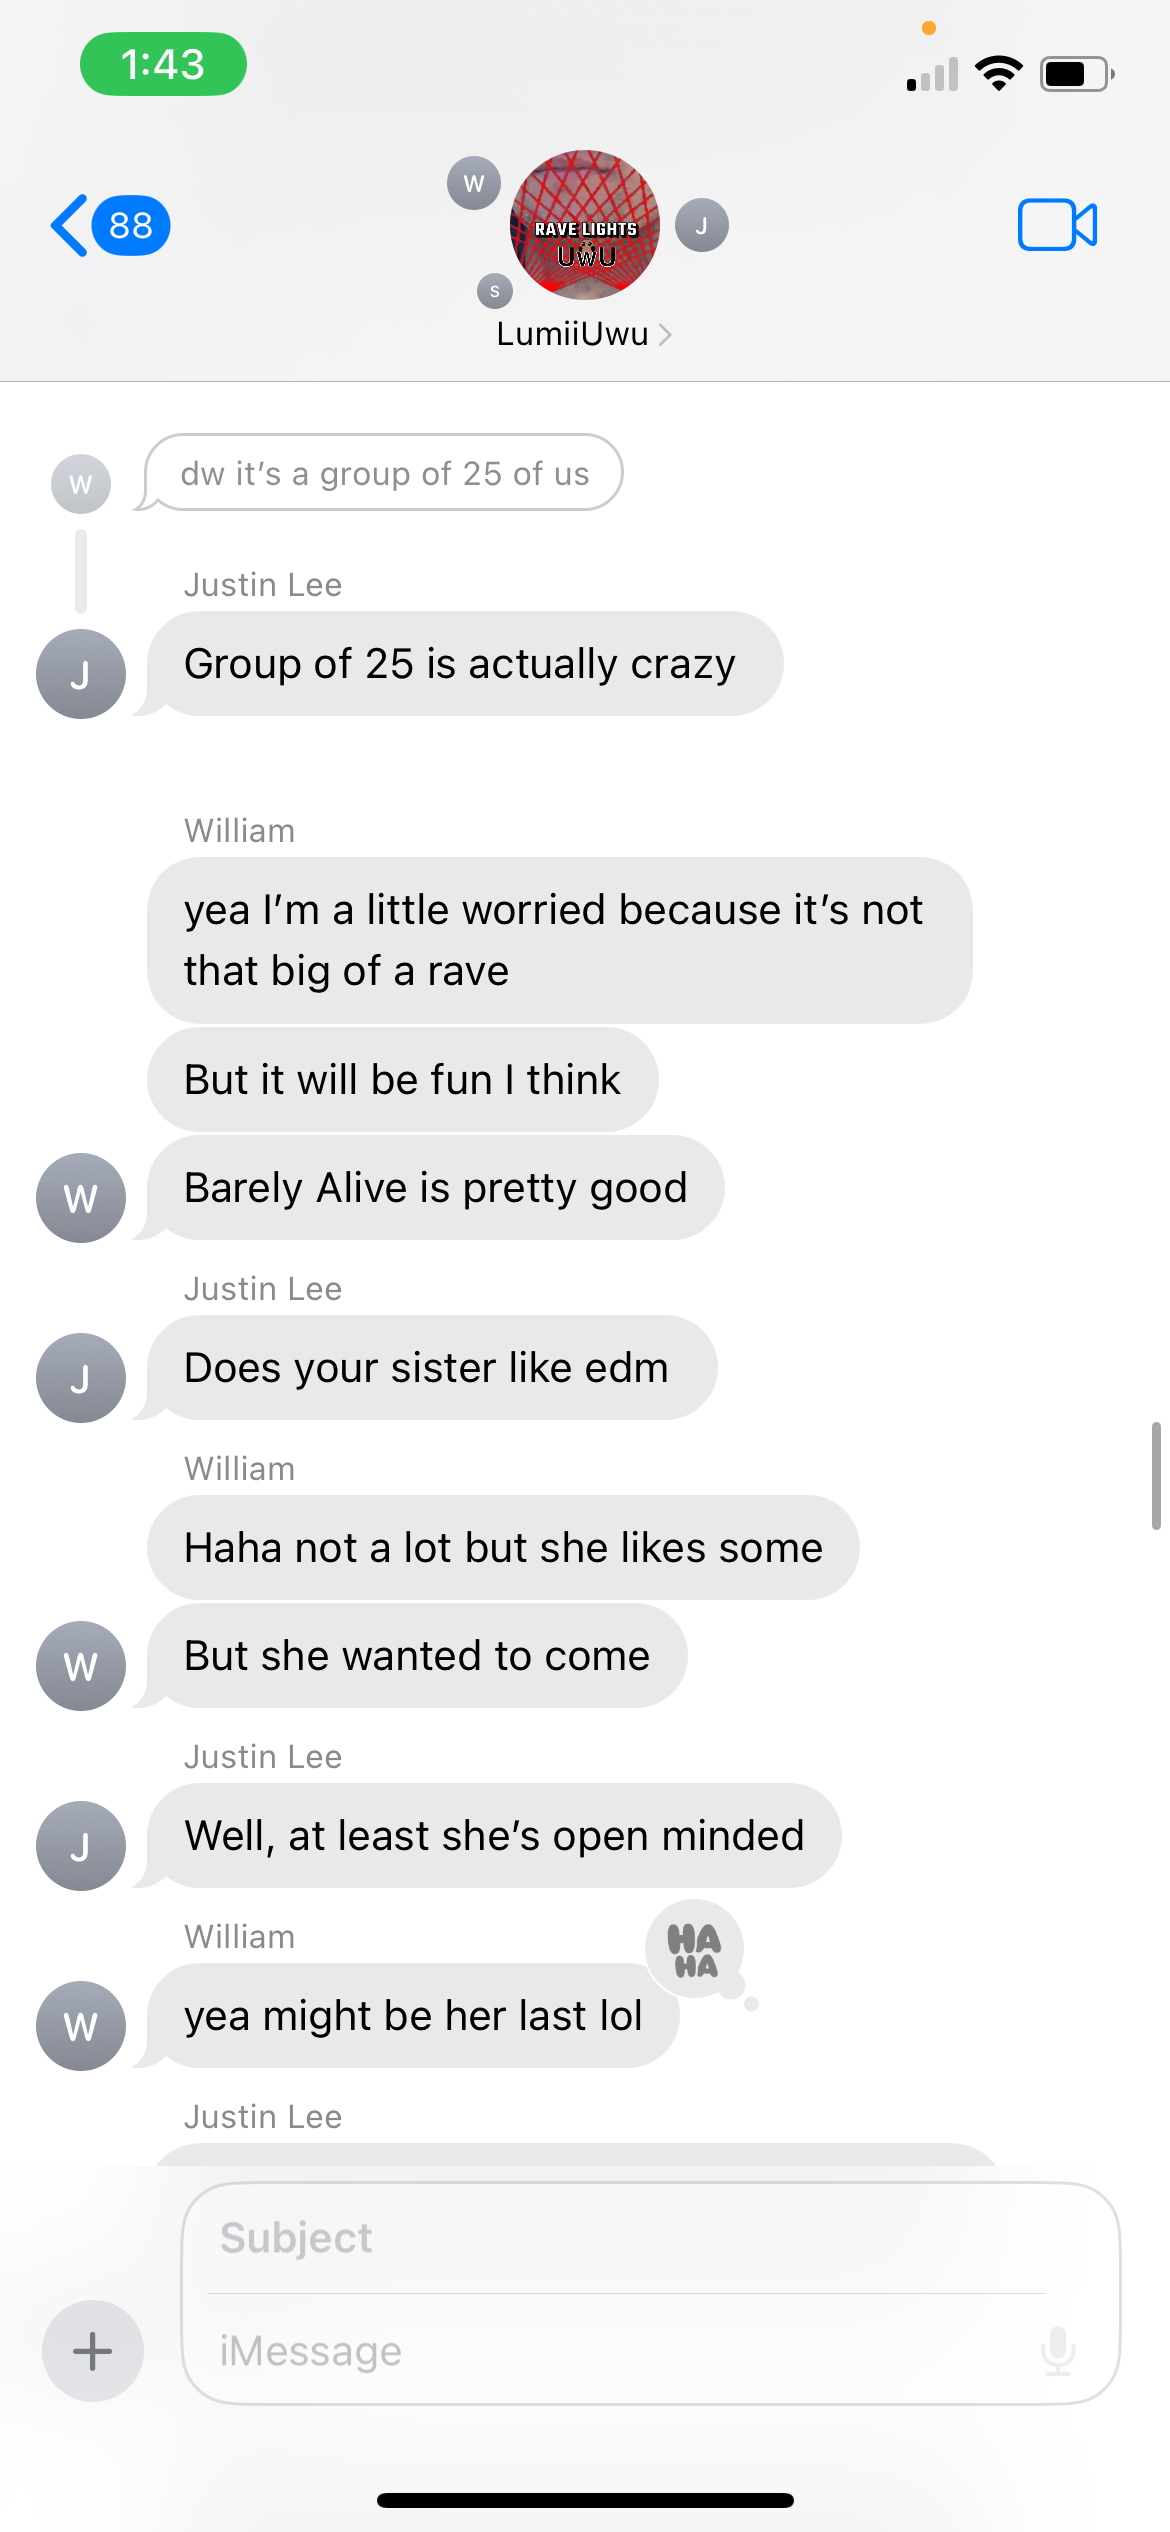 1:43
88
W
RAVE LIGHTS
UWU
J
S
LumiiUwu
W
dw it’s a group of 25 of us
Justin Lee
J
Group of 25 is actually crazy
William
yea I’m a little worried because it’s not
that big of a rave
But it will be fun I think
W
Barely Alive is pretty good
Justin Lee
J
Does your sister like edm
William
Haha not a lot but she likes some
W
But she wanted to come
Justin Lee
J
Well, at least she’s open minded
William
HA
HA
W
yea might be her last lol
Justin Lee
Subject
iMessage